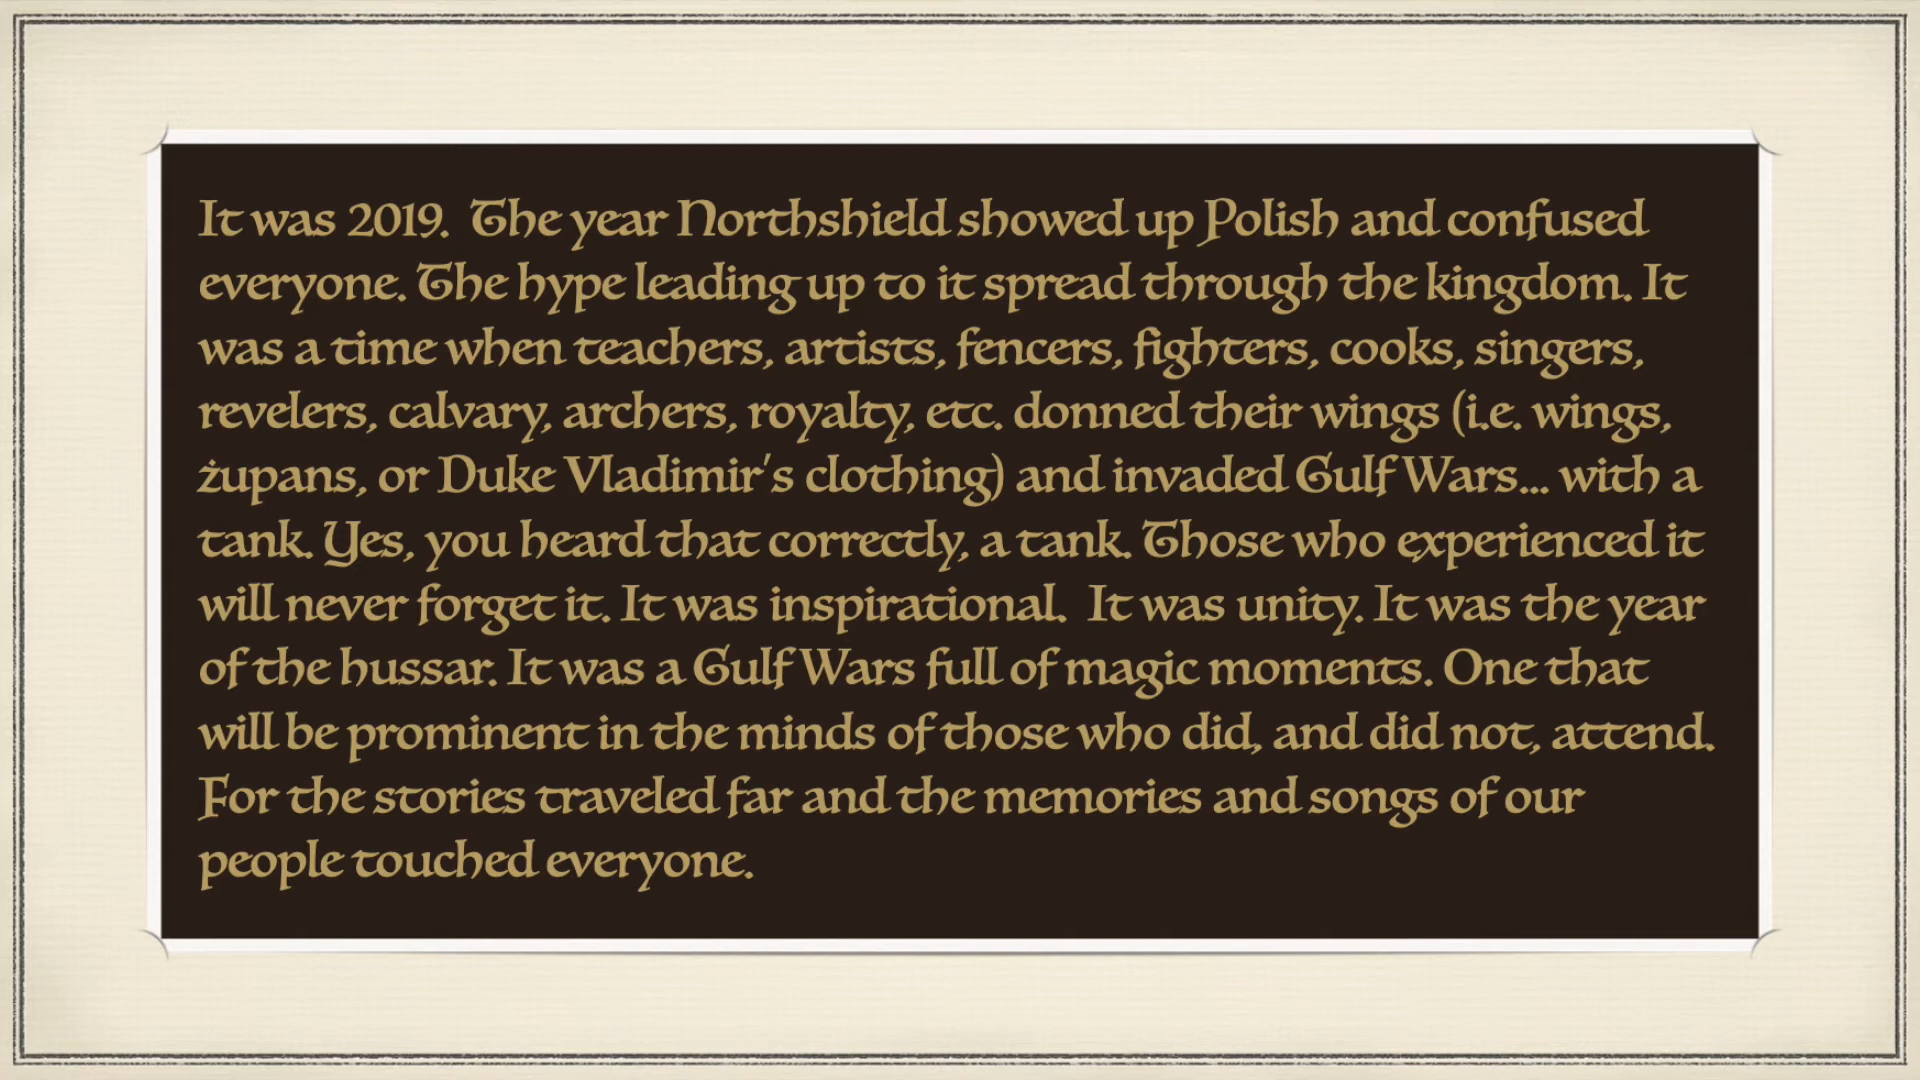 It was 2019.  The year Northshield showed up Polish and confused
everyone. The hype leading up to it spread through the kingdom. It
was a time when teachers, artists, fencers, fighters, cooks, singers,
revelers, calvary, archers, royalty, etc. donned their wings (i.e. wings,
żupans, or Duke Vladimir's clothing) and invaded Gulf Wars... with a
tank. Yes, you heard that correctly, a tank. Those who experienced it
will never forget it. It was inspirational.  It was unity. It was the year
of the hussar. It was a Gulf Wars full of magic moments. One that
will be prominent in the minds of those who did, and did not, attend.
For the stories traveled far and the memories and songs of our
people touched everyone.